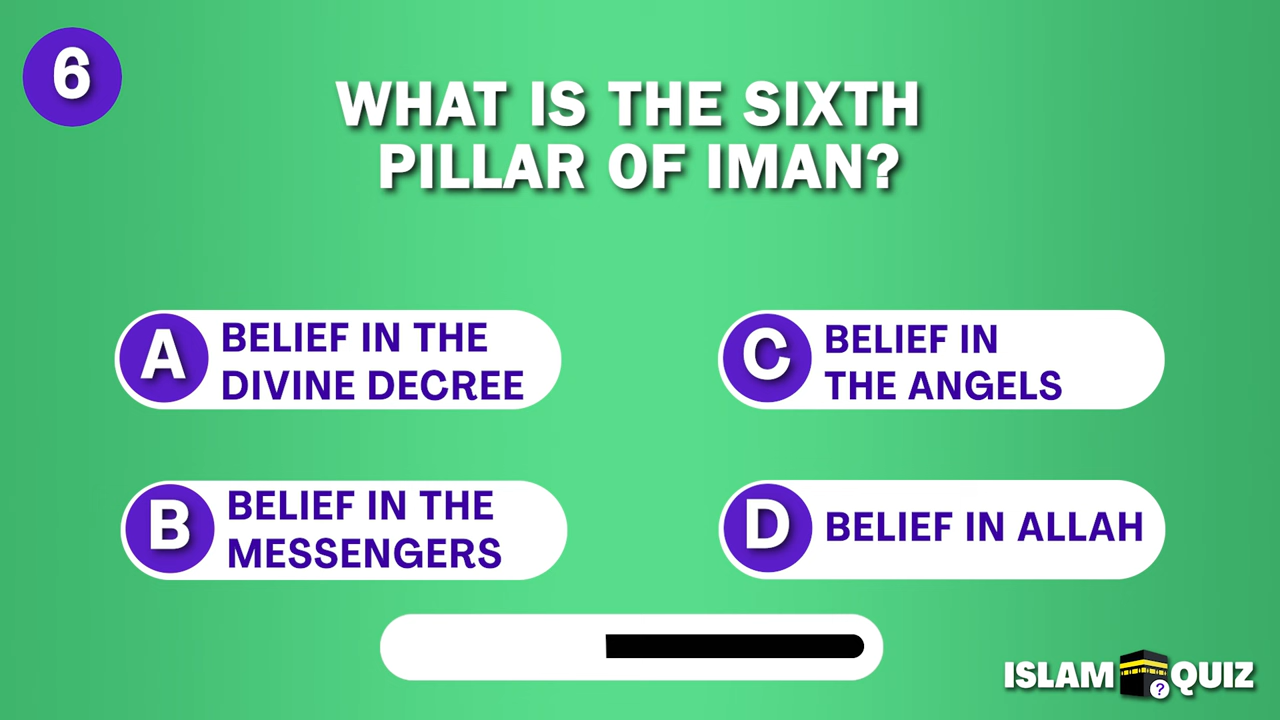 6
WHAT IS THE SIXTH
PILLAR OF IMAN?
A
BELIEF IN THE
DIVINE DECREE
B
BELIEF IN THE
MESSENGERS
C
BELIEF IN
THE ANGELS
D
BELIEF IN ALLAH
ISLAM QUIZ
?